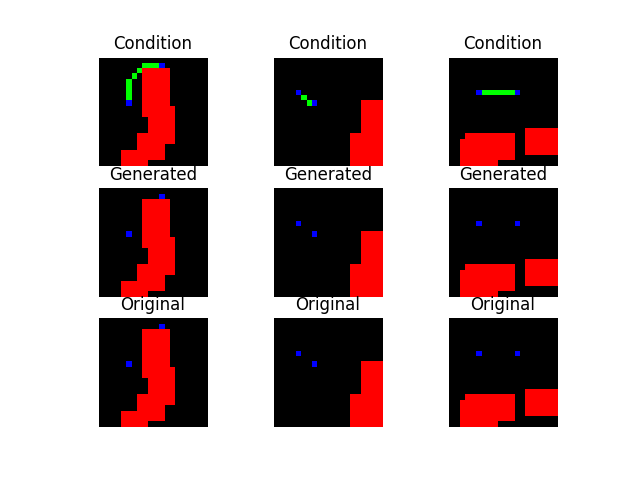 Condition Condition Condition
Generated Generated Generated
Original Original Original